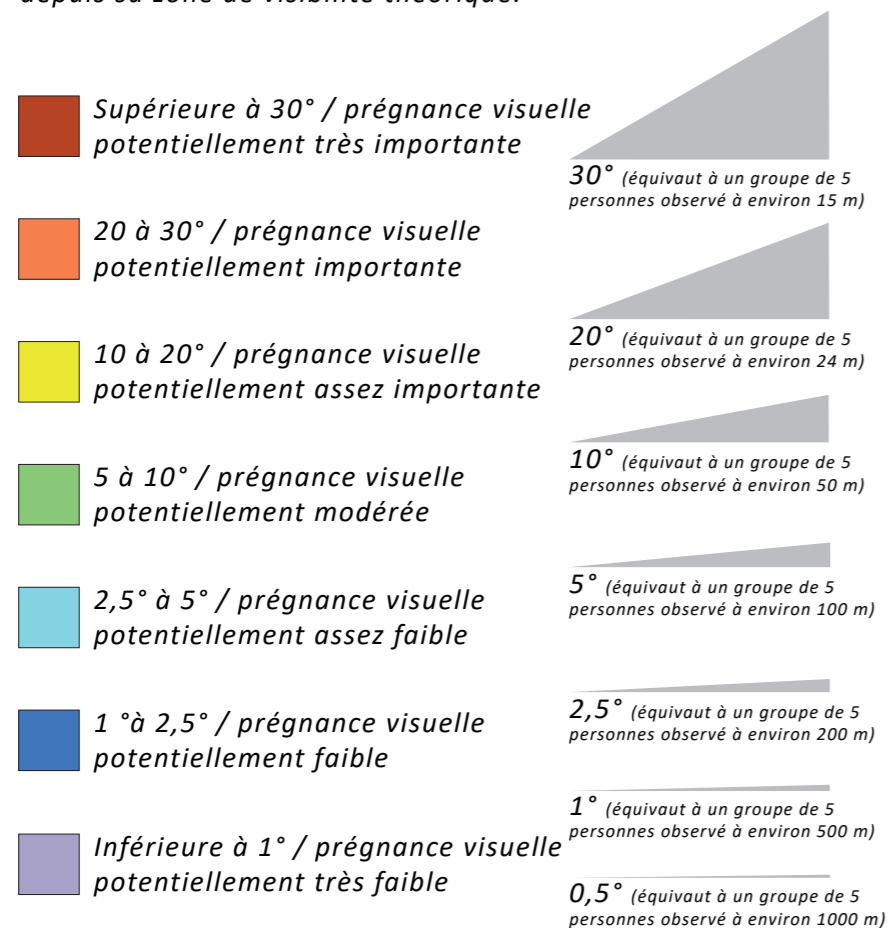 Supérieure à 30° / prégnance visuelle
potentiellement très importante
30° (équivaut à un groupe de 5
personnes observé à environ 15 m)
20 à 30° / prégnance visuelle
potentiellement importante
20° (équivaut à un groupe de 5
personnes observé à environ 24 m)
10 à 20° / prégnance visuelle
potentiellement assez importante
10° (équivaut à un groupe de 5
personnes observé à environ 50 m)
5 à 10° / prégnance visuelle
potentiellement modérée
5° (équivaut à un groupe de 5
personnes observé à environ 100 m)
2,5° à 5° / prégnance visuelle
potentiellement assez faible
2,5° (équivaut à un groupe de 5
personnes observé à environ 200 m)
1 °à 2,5° / prégnance visuelle
potentiellement faible
1° (équivaut à un groupe de 5
personnes observé à environ 500 m)
Inférieure à 1° / prégnance visuelle
potentiellement très faible
0,5° (équivaut à un groupe de 5
personnes observé à environ 1000 m)